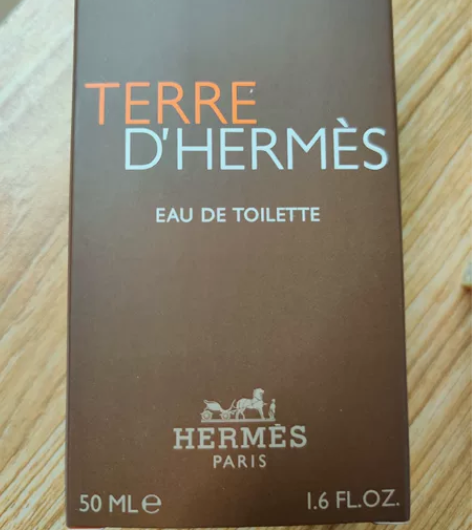 TERRE
D'HERMÈS
EAU DE TOILETTE
HERMÈS
PARIS
50 ML e 1.6 FL.OZ.